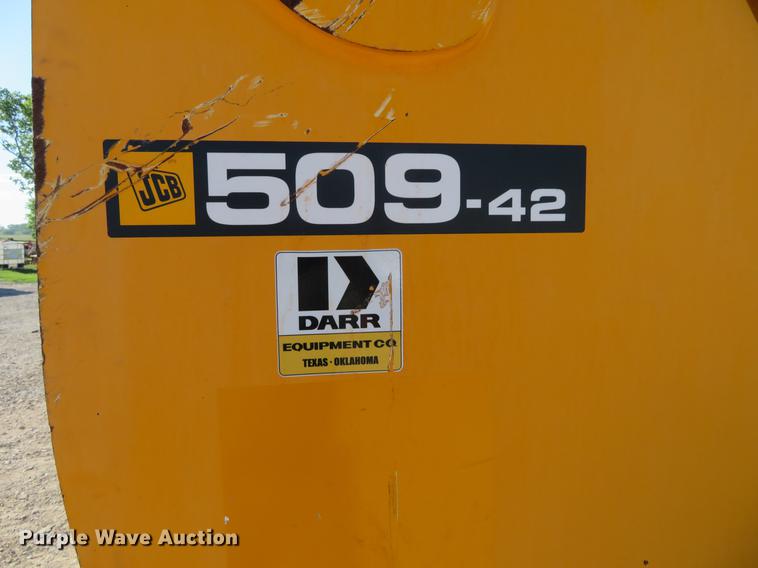 JCB 509-42
DARR
EQUIPMENT CO
TEXAS · OKLAHOMA
Purple Wave Auction